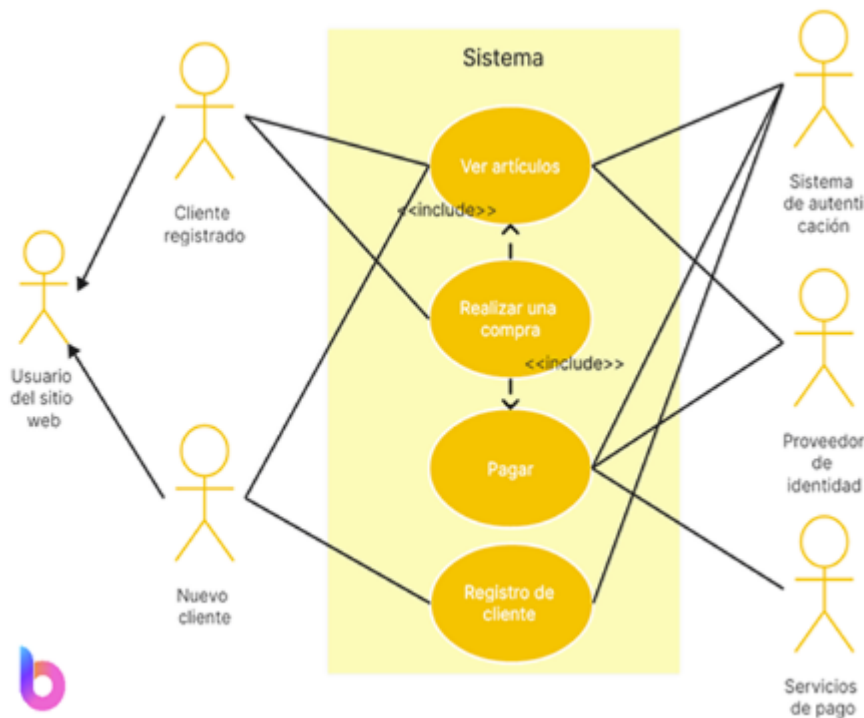 Sistema
Cliente
registrado
Usuario
del sitio
web
Nuevo
cliente
Ver artículos
<<include>>
Realizar una
compra
<<include>>
Pagar
Registro de
cliente
Sistema
de autenti
cación
Proveedor
de
identidad
Servicios
de pago
b